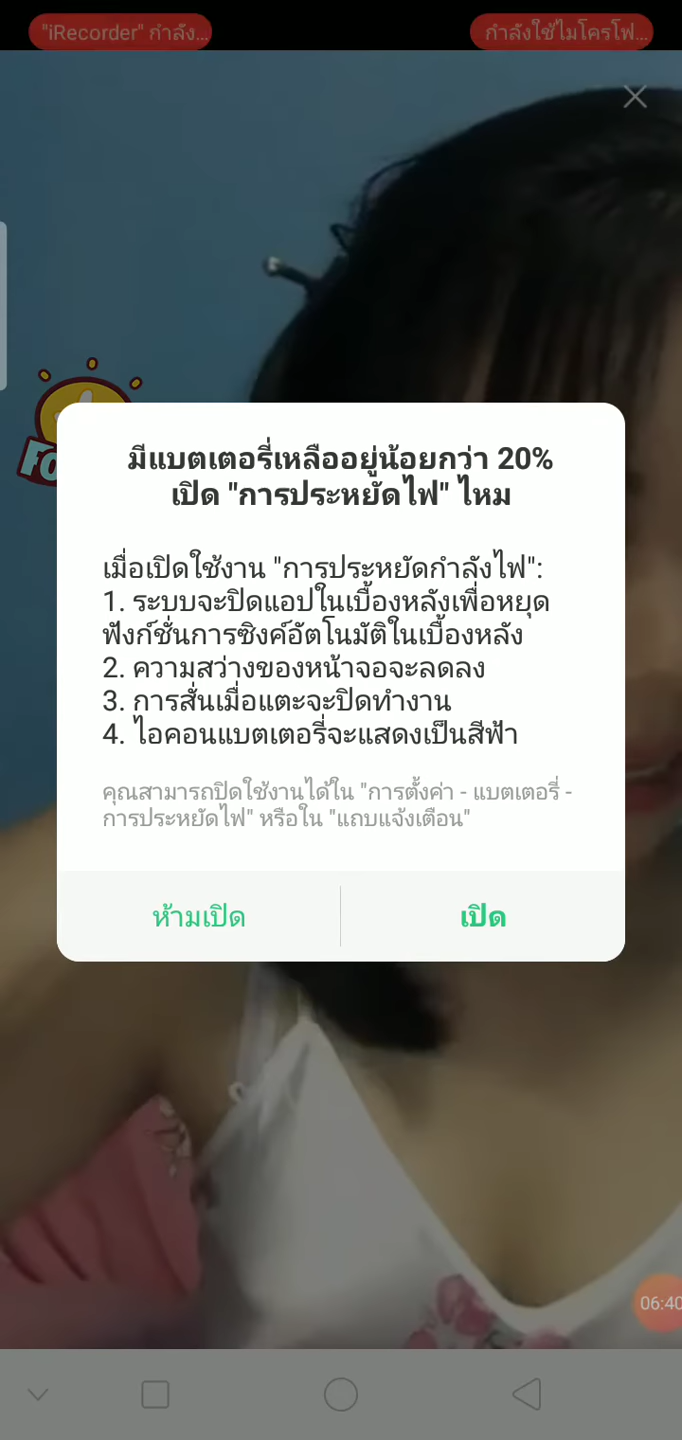 "iRecorder" กำลัง...
กำลังใช้ไมโครโฟ...
FO
มีแบตเตอรี่เหลืออยู่น้อยกว่า 20%
เปิด "การประหยัดไฟ" ไหม
เมื่อเปิดใช้งาน "การประหยัดกำลังไฟ":
1. ระบบจะปิดแอปในเบื้องหลังเพื่อหยุด
ฟังก์ชั่นการซิงค์อัตโนมัติในเบื้องหลัง
2. ความสว่างของหน้าจอจะลดลง
3. การสั่นเมื่อแตะจะปิดทำงาน
4. ไอคอนแบตเตอรี่จะแสดงเป็นสีฟ้า
คุณสามารถปิดใช้งานได้ใน "การตั้งค่า - แบตเตอรี่ -
การประหยัดไฟ" หรือใน "แถบแจ้งเตือน"
ห้ามเปิด
เปิด
06:40